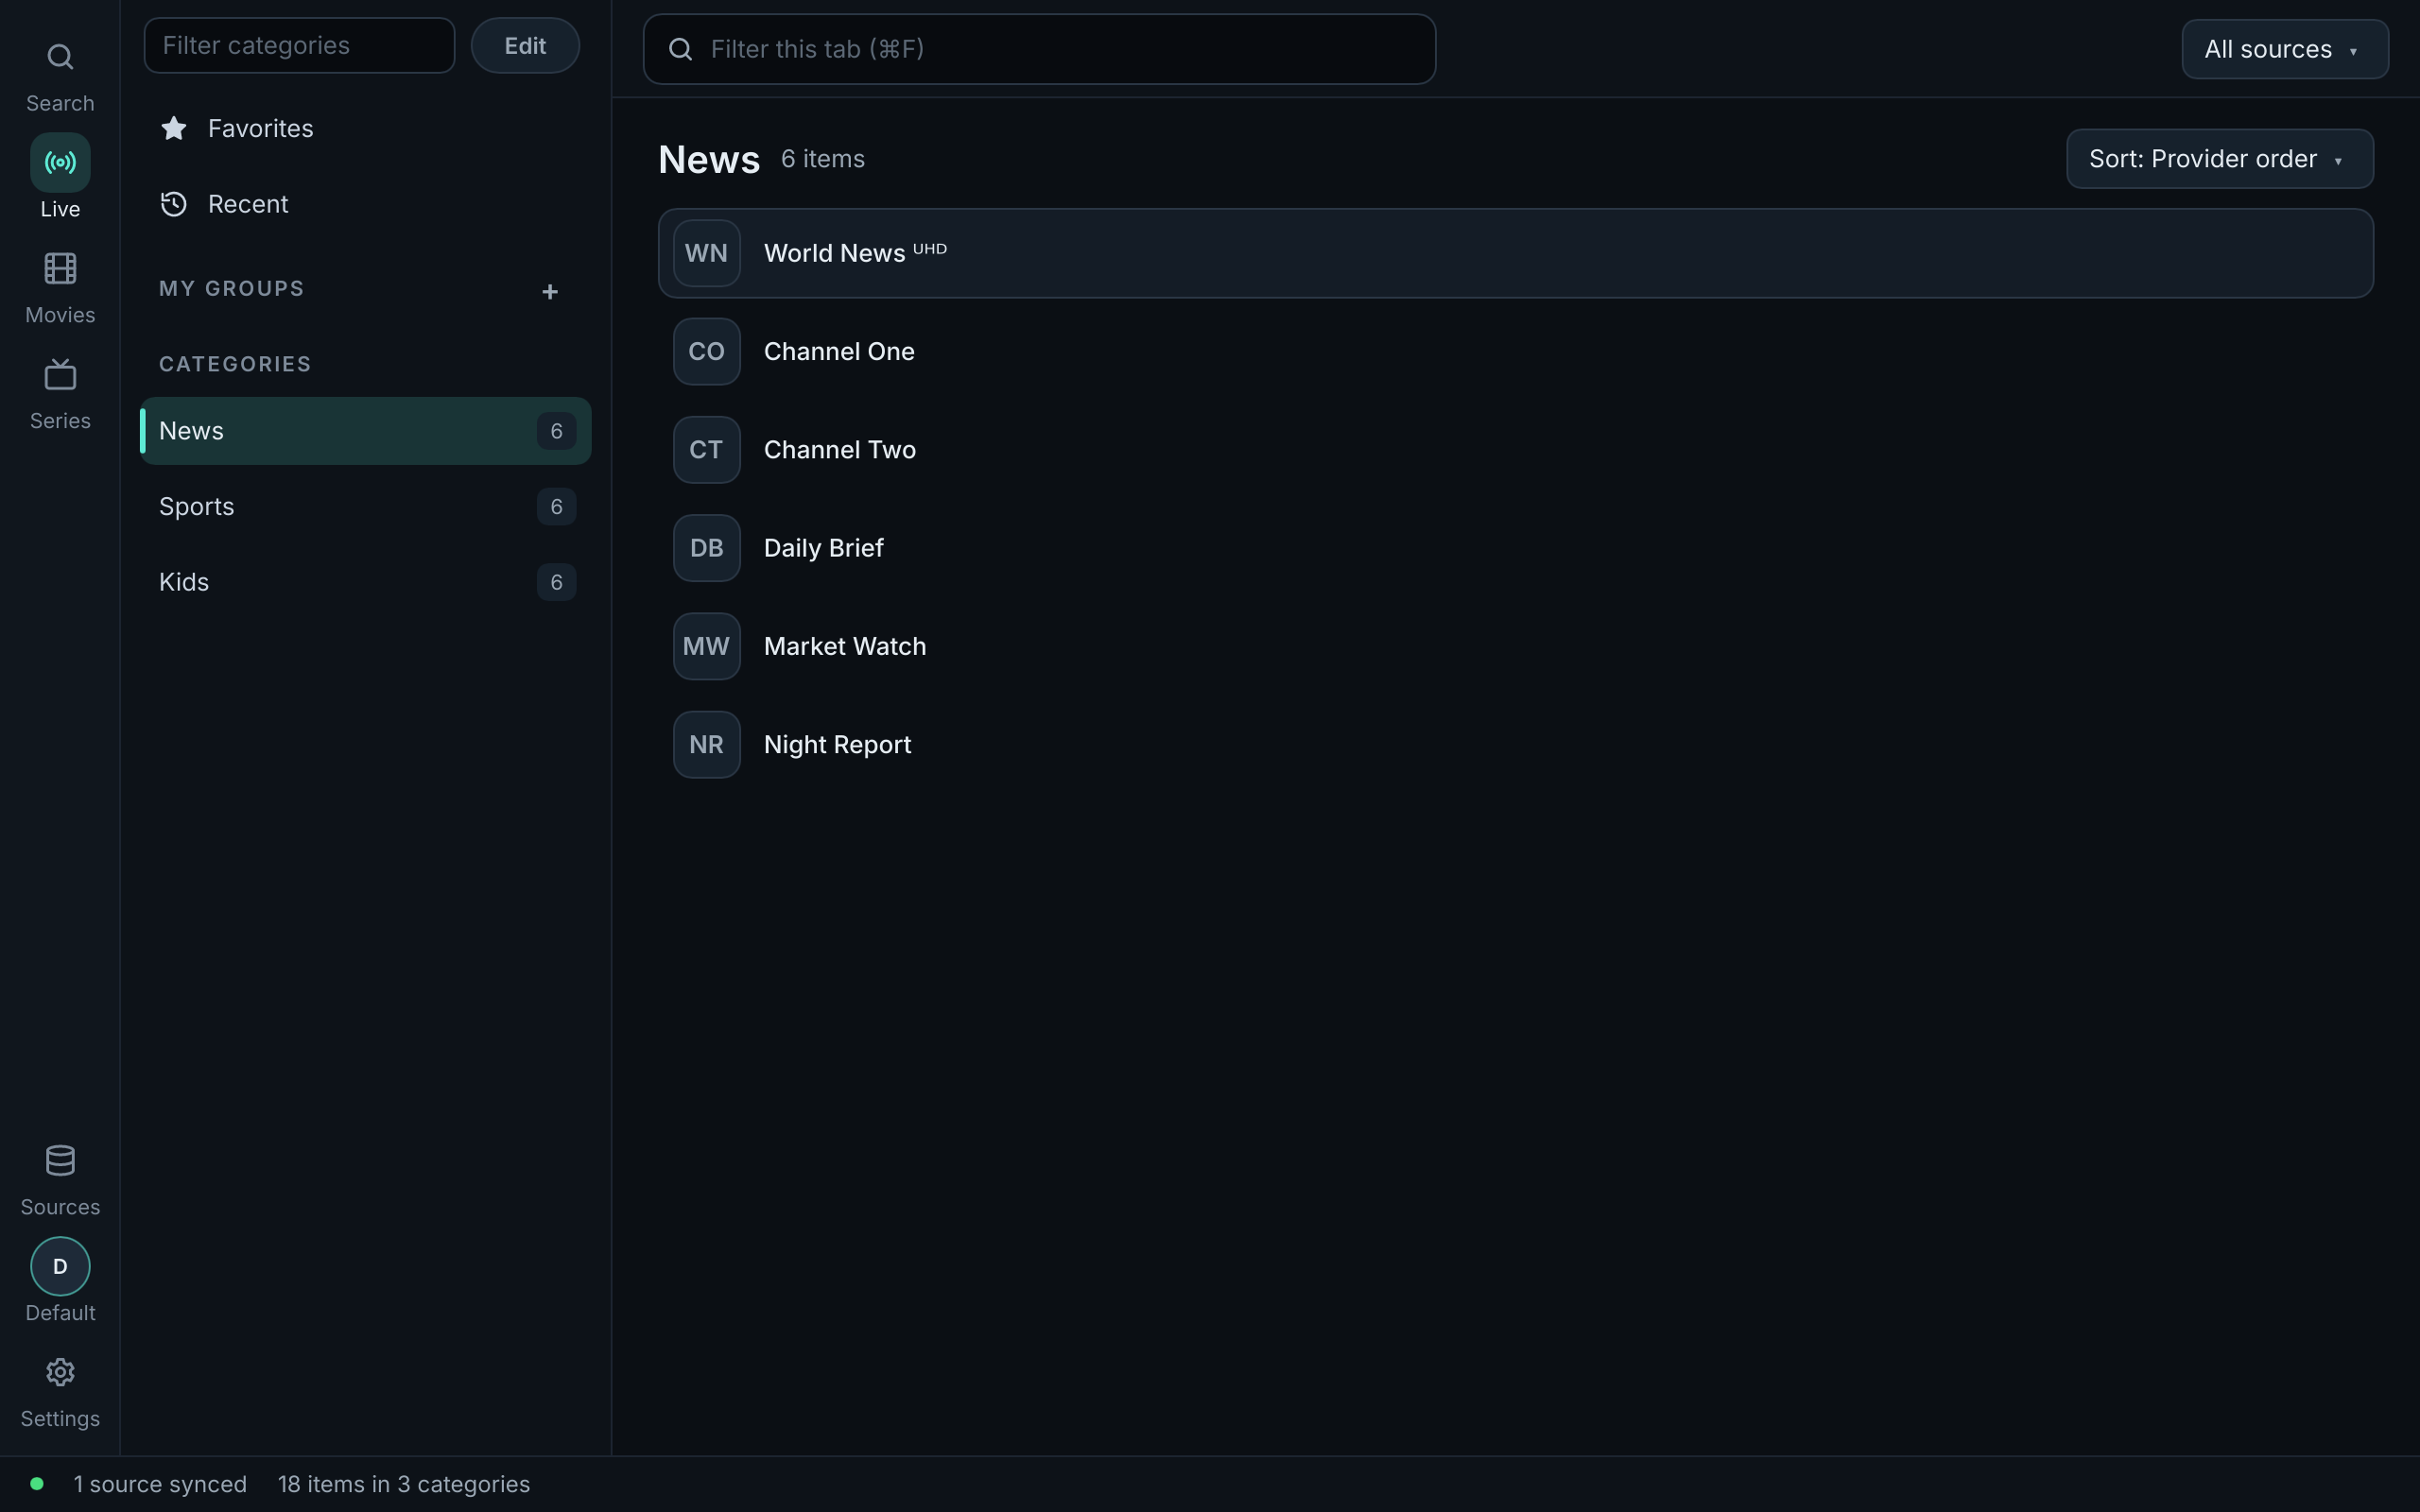 Search
Live
Movies
Series
Sources
D
Default
Settings
Filter categories
Edit
Favorites
Recent
MY GROUPS +
CATEGORIES
News 6
Sports 6
Kids 6
Filter this tab (⌘F)
All sources ▾
News 6 items
Sort: Provider order ▾
WN World News ᵁᴴᴰ
CO Channel One
CT Channel Two
DB Daily Brief
MW Market Watch
NR Night Report
1 source synced 18 items in 3 categories